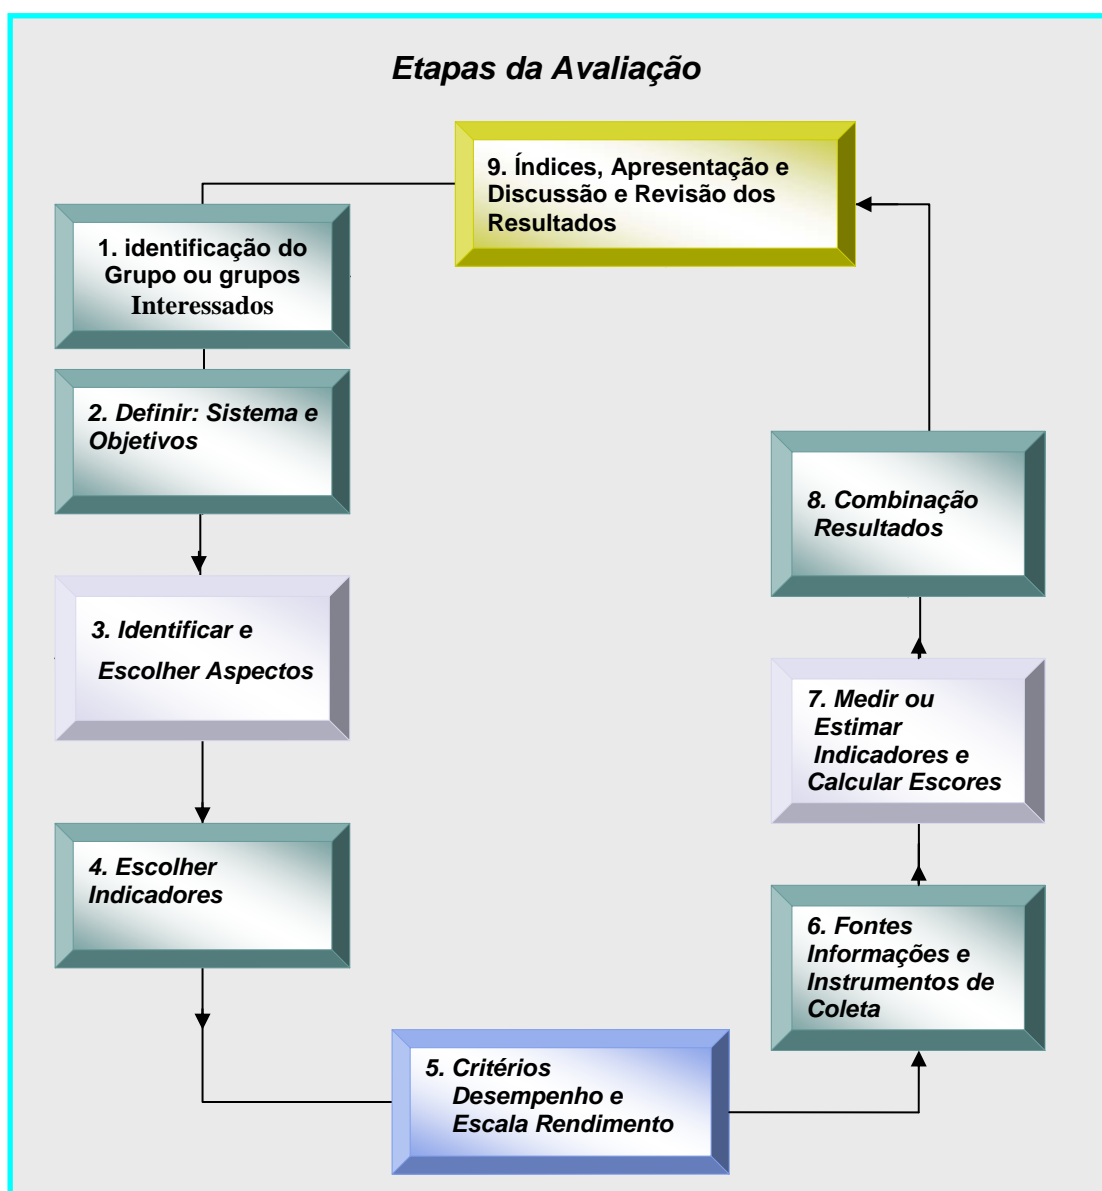 Etapas da Avaliação
9. Índices, Apresentação e
Discussão e Revisão dos
Resultados
1. identificação do
Grupo ou grupos
Interessados
2. Definir: Sistema e
Objetivos
3. Identificar e
Escolher Aspectos
4. Escolher
Indicadores
5. Critérios
Desempenho e
Escala Rendimento
6. Fontes
Informações e
Instrumentos de
Coleta
7. Medir ou
Estimar
Indicadores e
Calcular Escores
8. Combinação
Resultados